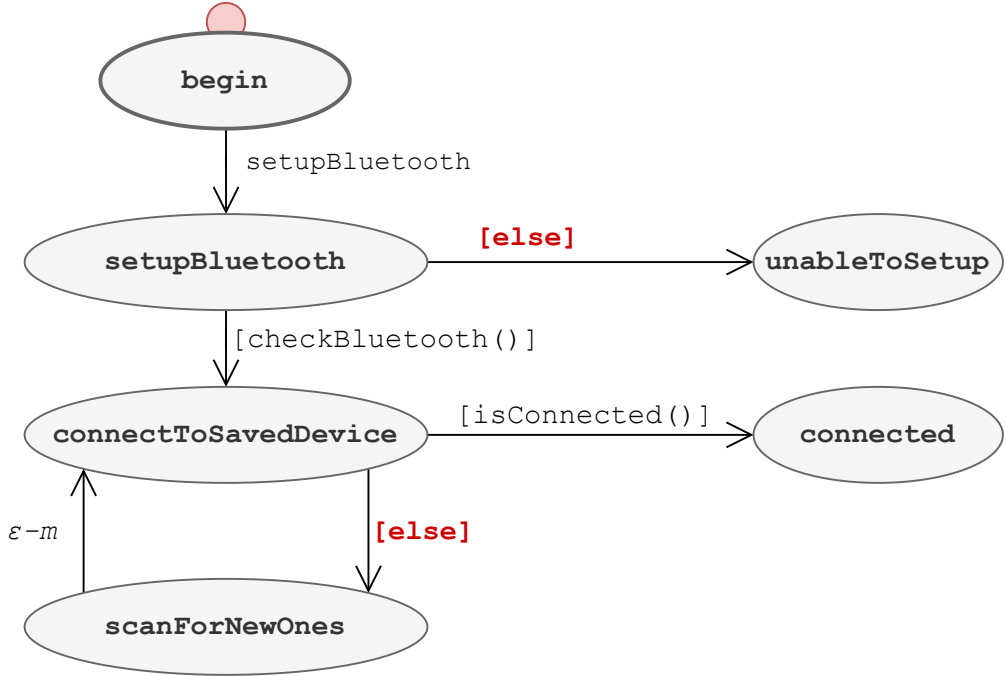 begin
setupBluetooth
[else]
setupBluetooth
unableToSetup
[checkBluetooth()]
[isConnected()]
connectToSavedDevice
connected
ε-m
[else]
scanForNewOnes